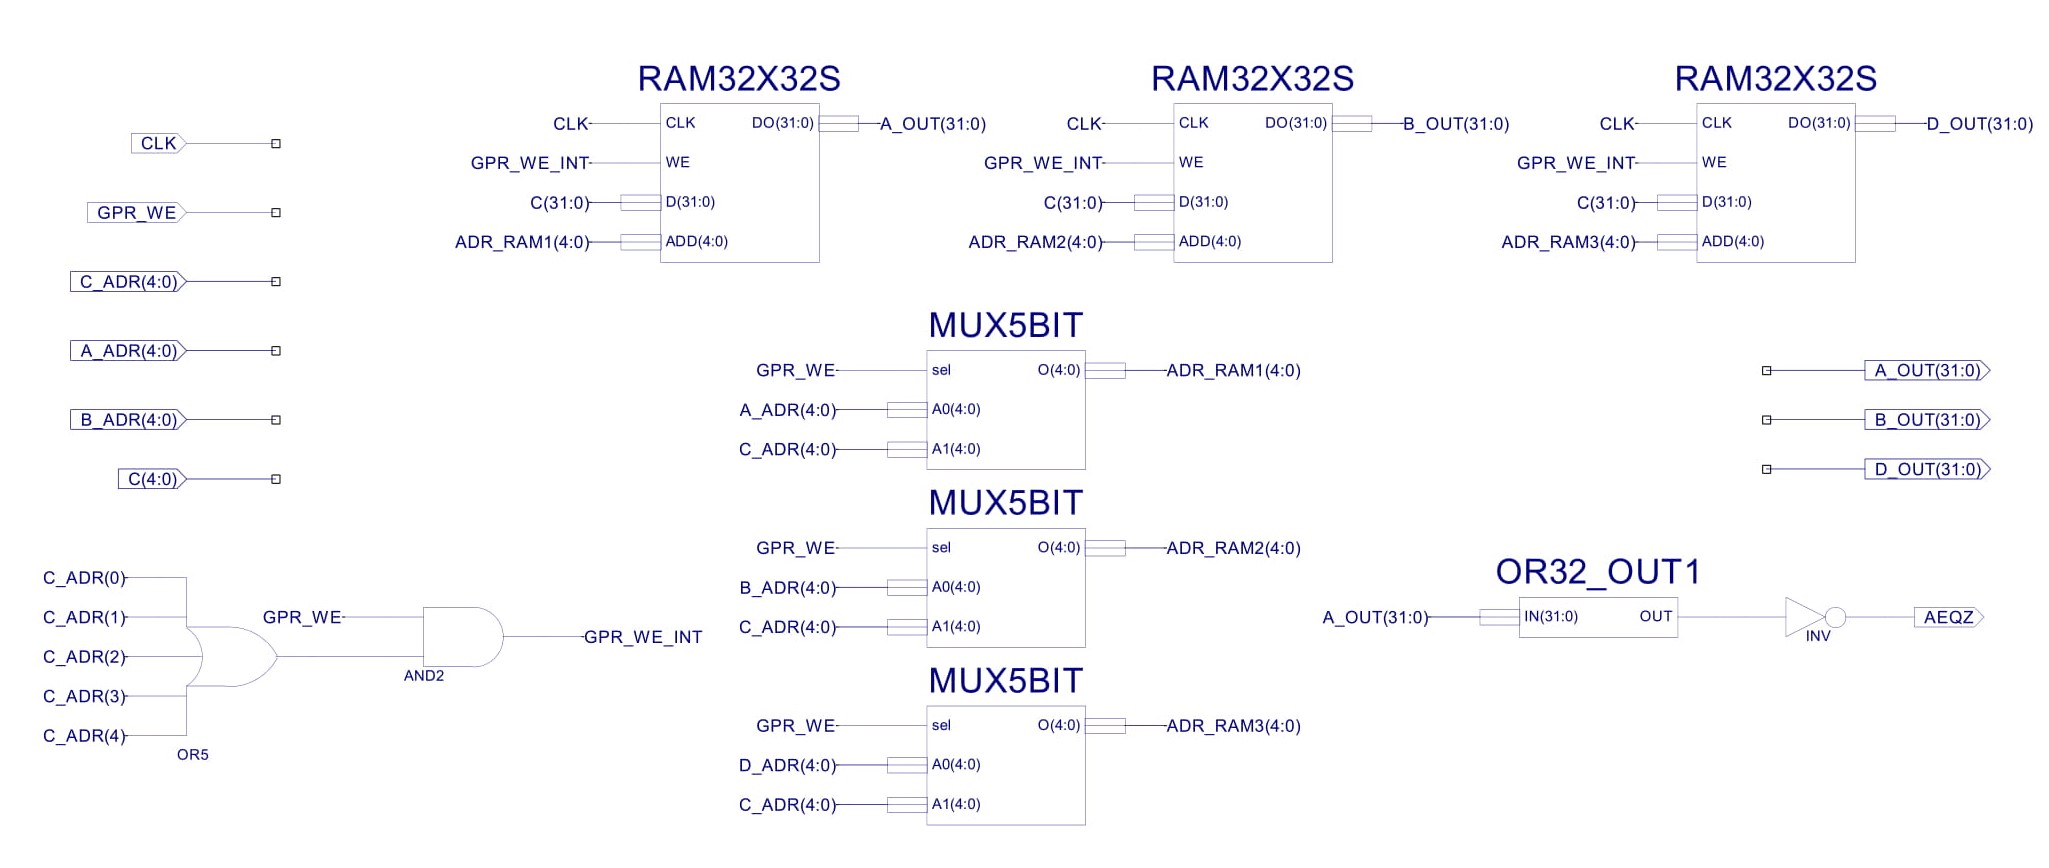 RAM32X32S
CLK
GPR_WE_INT
C(31:0)
ADR_RAM1(4:0)
CLK
WE
D(31:0)
ADD(4:0)
DO(31:0)
A_OUT(31:0)
RAM32X32S
CLK
GPR_WE_INT
C(31:0)
ADR_RAM2(4:0)
CLK
WE
D(31:0)
ADD(4:0)
DO(31:0)
B_OUT(31:0)
RAM32X32S
CLK
GPR_WE_INT
C(31:0)
ADR_RAM3(4:0)
CLK
WE
D(31:0)
ADD(4:0)
DO(31:0)
D_OUT(31:0)
CLK
GPR_WE
C_ADR(4:0)
A_ADR(4:0)
B_ADR(4:0)
C(4:0)
MUX5BIT
GPR_WE
A_ADR(4:0)
C_ADR(4:0)
sel
A0(4:0)
A1(4:0)
O(4:0)
ADR_RAM1(4:0)
MUX5BIT
GPR_WE
B_ADR(4:0)
C_ADR(4:0)
sel
A0(4:0)
A1(4:0)
O(4:0)
ADR_RAM2(4:0)
MUX5BIT
GPR_WE
D_ADR(4:0)
C_ADR(4:0)
sel
A0(4:0)
A1(4:0)
O(4:0)
ADR_RAM3(4:0)
A_OUT(31:0)
B_OUT(31:0)
D_OUT(31:0)
C_ADR(0)
C_ADR(1)
C_ADR(2)
C_ADR(3)
C_ADR(4)
OR5
GPR_WE
AND2
GPR_WE_INT
OR32_OUT1
A_OUT(31:0)
IN(31:0)
OUT
INV
AEQZ